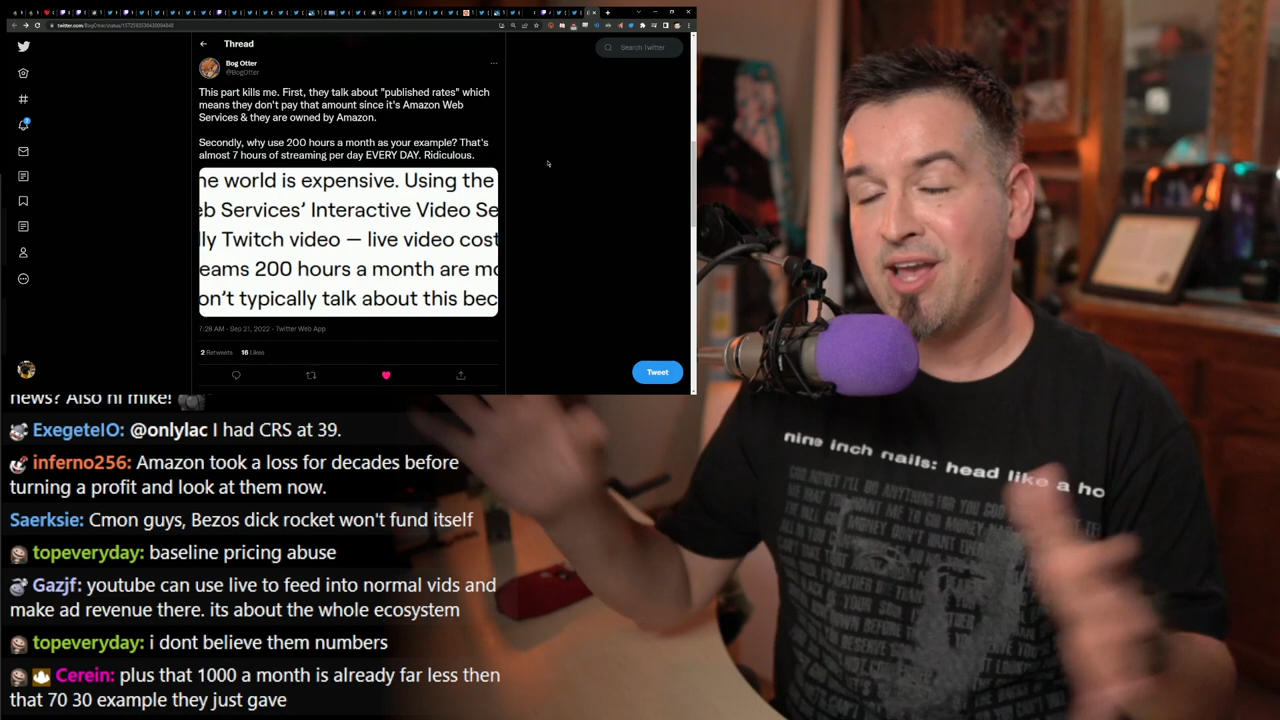 twitter.com/BogOtter/status/1572592536430094848
Thread
Search Twitter
Bog Otter
@BogOtter
This part kills me. First, they talk about "published rates" which
means they don't pay that amount since it's Amazon Web
Services & they are owned by Amazon.
Secondly, why use 200 hours a month as your example? That's
almost 7 hours of streaming per day EVERY DAY. Ridiculous.
ne world is expensive. Using the
eb Services' Interactive Video Se
lly Twitch video — live video cost
eams 200 hours a month are mo
on't typically talk about this bec
7:28 AM · Sep 21, 2022 · Twitter Web App
2 Retweets 16 Likes
Tweet
news? Also hi mike!
ExegeteIO: @onlylac I had CRS at 39.
inferno256: Amazon took a loss for decades before
turning a profit and look at them now.
Saerksie: Cmon guys, Bezos dick rocket won't fund itself
topeveryday: baseline pricing abuse
Gazjf: youtube can use live to feed into normal vids and
make ad revenue there. its about the whole ecosystem
topeveryday: i dont believe them numbers
Cerein: plus that 1000 a month is already far less then
that 70 30 example they just gave
nine inch nails: head like a ho